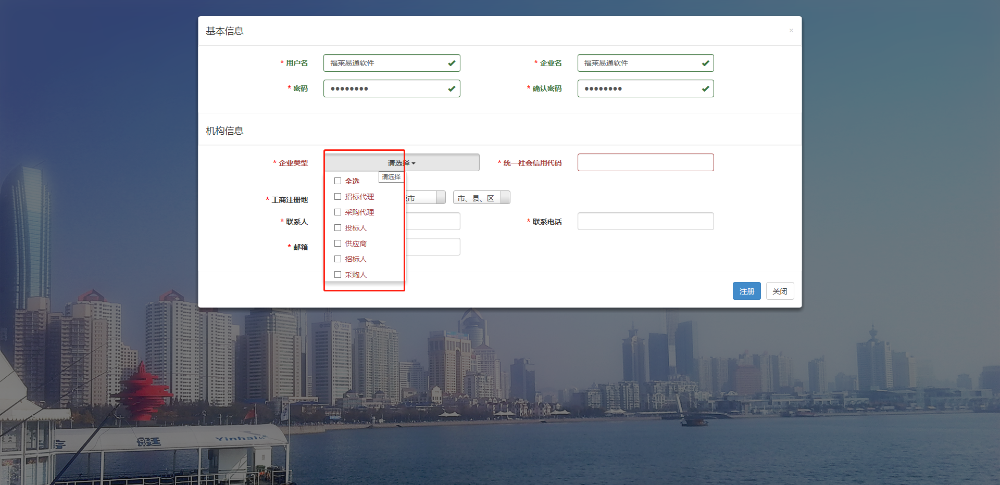 基本信息
×
* 用户名 福莱易通软件 * 企业名 福莱易通软件
* 密码 ●●●●●●●● * 确认密码 ●●●●●●●●
机构信息
* 企业类型 请选择 * 统一社会信用代码
请选择
全选
招标代理
* 工商注册地 市 市、县、区
采购代理
* 联系人 * 联系电话
投标人
供应商
* 邮箱
招标人
采购人
注册 关闭
Yinhai